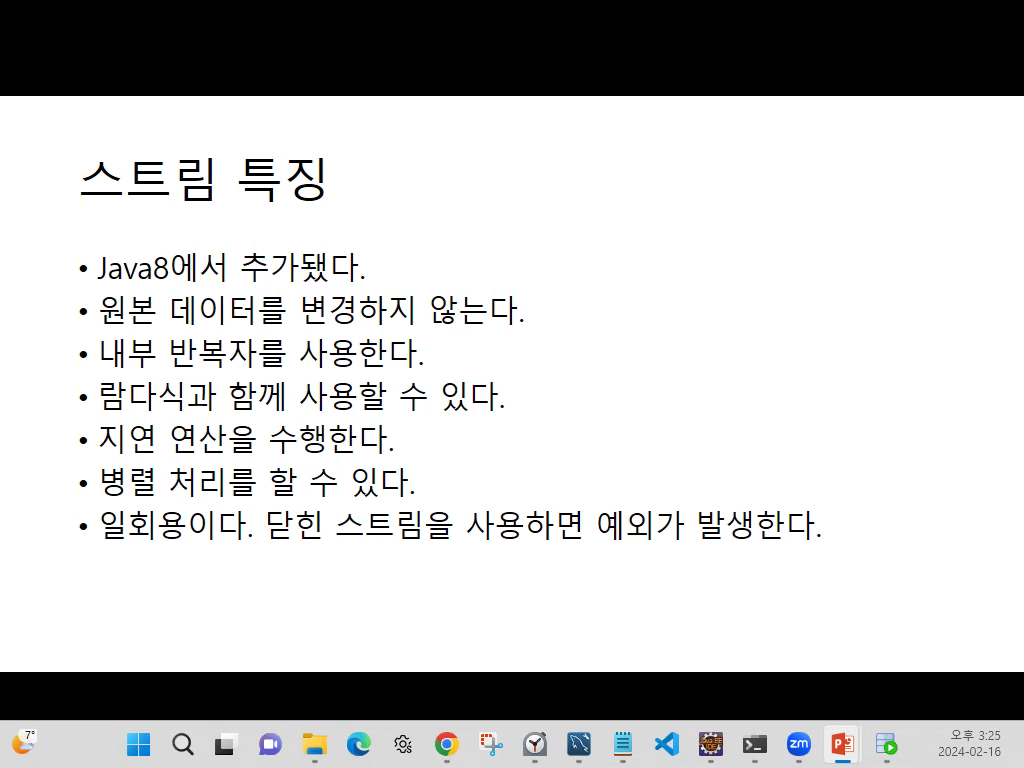 스트림 특징
• Java8에서 추가됐다.
• 원본 데이터를 변경하지 않는다.
• 내부 반복자를 사용한다.
• 람다식과 함께 사용할 수 있다.
• 지연 연산을 수행한다.
• 병렬 처리를 할 수 있다.
• 일회용이다. 닫힌 스트림을 사용하면 예외가 발생한다.
7°
zm
JAVA EE
IDE
오후 3:25
2024-02-16